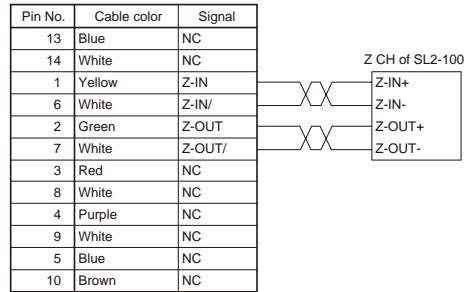 Pin No. Cable color Signal
13 Blue NC
14 White NC
Z CH of SL2-100
1 Yellow Z-IN Z-IN+
6 White Z-IN/ Z-IN-
2 Green Z-OUT Z-OUT+
7 White Z-OUT/ Z-OUT-
3 Red NC
8 White NC
4 Purple NC
9 White NC
5 Blue NC
10 Brown NC